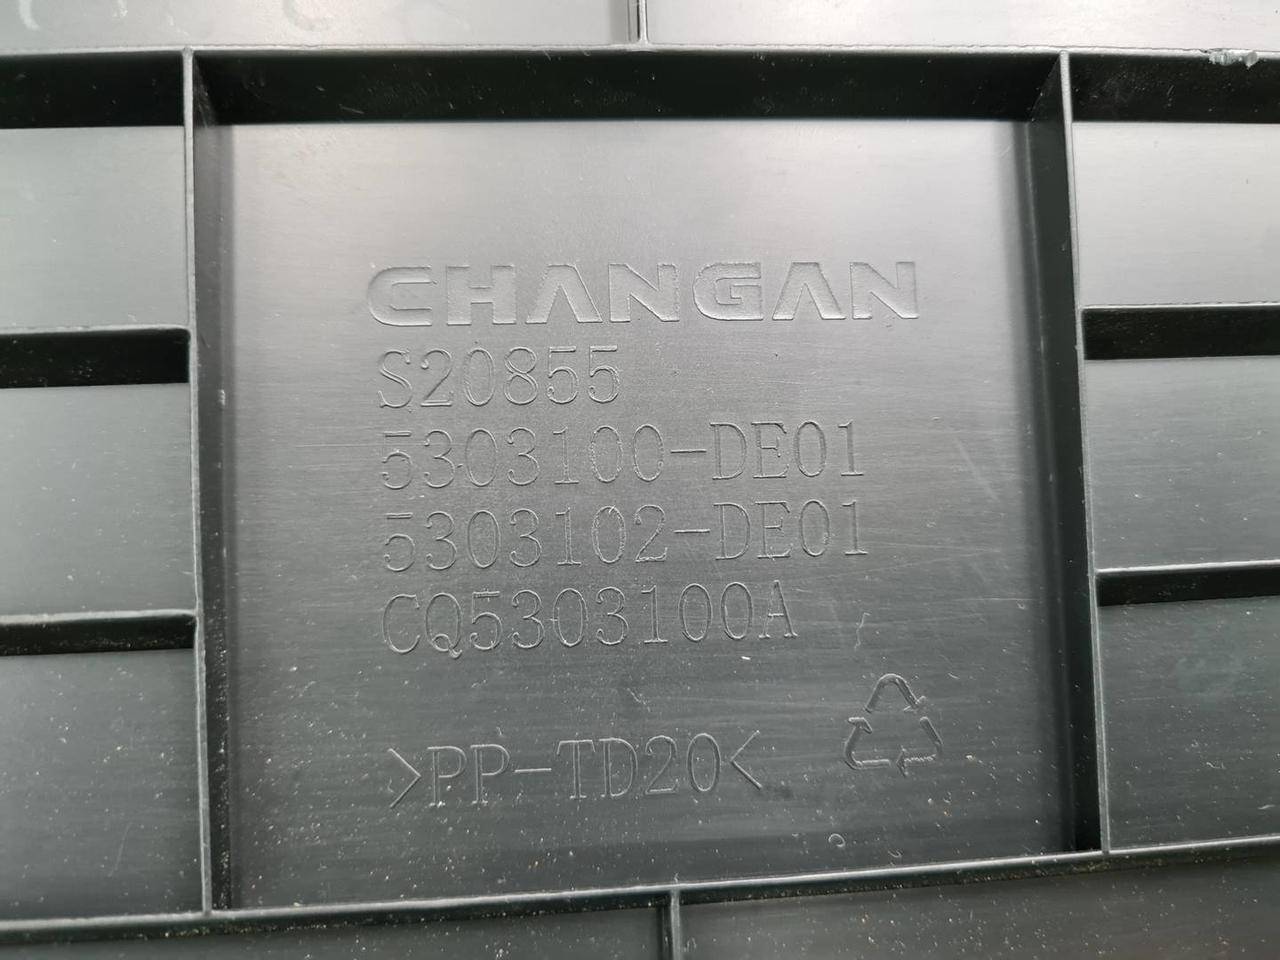 CHANGAN
S20855
5303100-DE01
5303102-DE01
CQ5303100A
>PP-TD20<